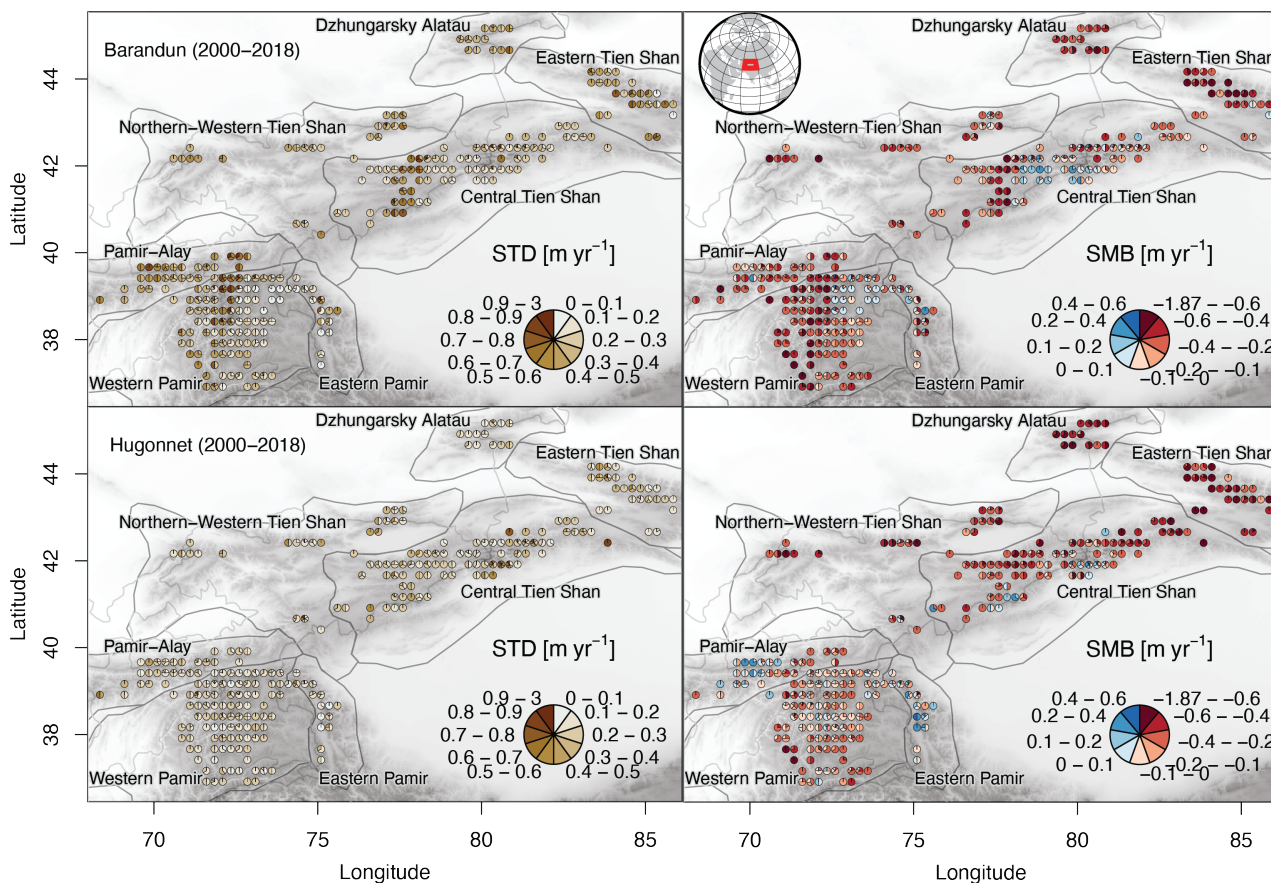 Dzhungarsky Alatau
Barandun (2000–2018)
Eastern Tien Shan
Northern–Western Tien Shan
Central Tien Shan
Pamir–Alay
Western Pamir
Eastern Pamir
STD [m yr⁻¹]
0.9 – 3
0 – 0.1
0.8 – 0.9
0.1 – 0.2
0.7 – 0.8
0.2 – 0.3
0.6 – 0.7
0.3 – 0.4
0.5 – 0.6
0.4 – 0.5
Latitude
44
42
40
38
Dzhungarsky Alatau
Eastern Tien Shan
Northern–Western Tien Shan
Central Tien Shan
Pamir–Alay
Western Pamir
Eastern Pamir
SMB [m yr⁻¹]
0.4 – 0.6
−1.87 – −0.6
0.2 – 0.4
−0.6 – −0.4
0.1 – 0.2
−0.4 – −0.2
0 – 0.1
−0.2 – −0.1
−0.1 – 0
Dzhungarsky Alatau
Hugonnet (2000–2018)
Eastern Tien Shan
Northern–Western Tien Shan
Central Tien Shan
Pamir–Alay
Western Pamir
Eastern Pamir
STD [m yr⁻¹]
0.9 – 3
0 – 0.1
0.8 – 0.9
0.1 – 0.2
0.7 – 0.8
0.2 – 0.3
0.6 – 0.7
0.3 – 0.4
0.5 – 0.6
0.4 – 0.5
Latitude
44
42
40
38
70
75
80
85
Longitude
Dzhungarsky Alatau
Eastern Tien Shan
Northern–Western Tien Shan
Central Tien Shan
Pamir–Alay
Western Pamir
Eastern Pamir
SMB [m yr⁻¹]
0.4 – 0.6
−1.87 – −0.6
0.2 – 0.4
−0.6 – −0.4
0.1 – 0.2
−0.4 – −0.2
0 – 0.1
−0.2 – −0.1
−0.1 – 0
70
75
80
85
Longitude